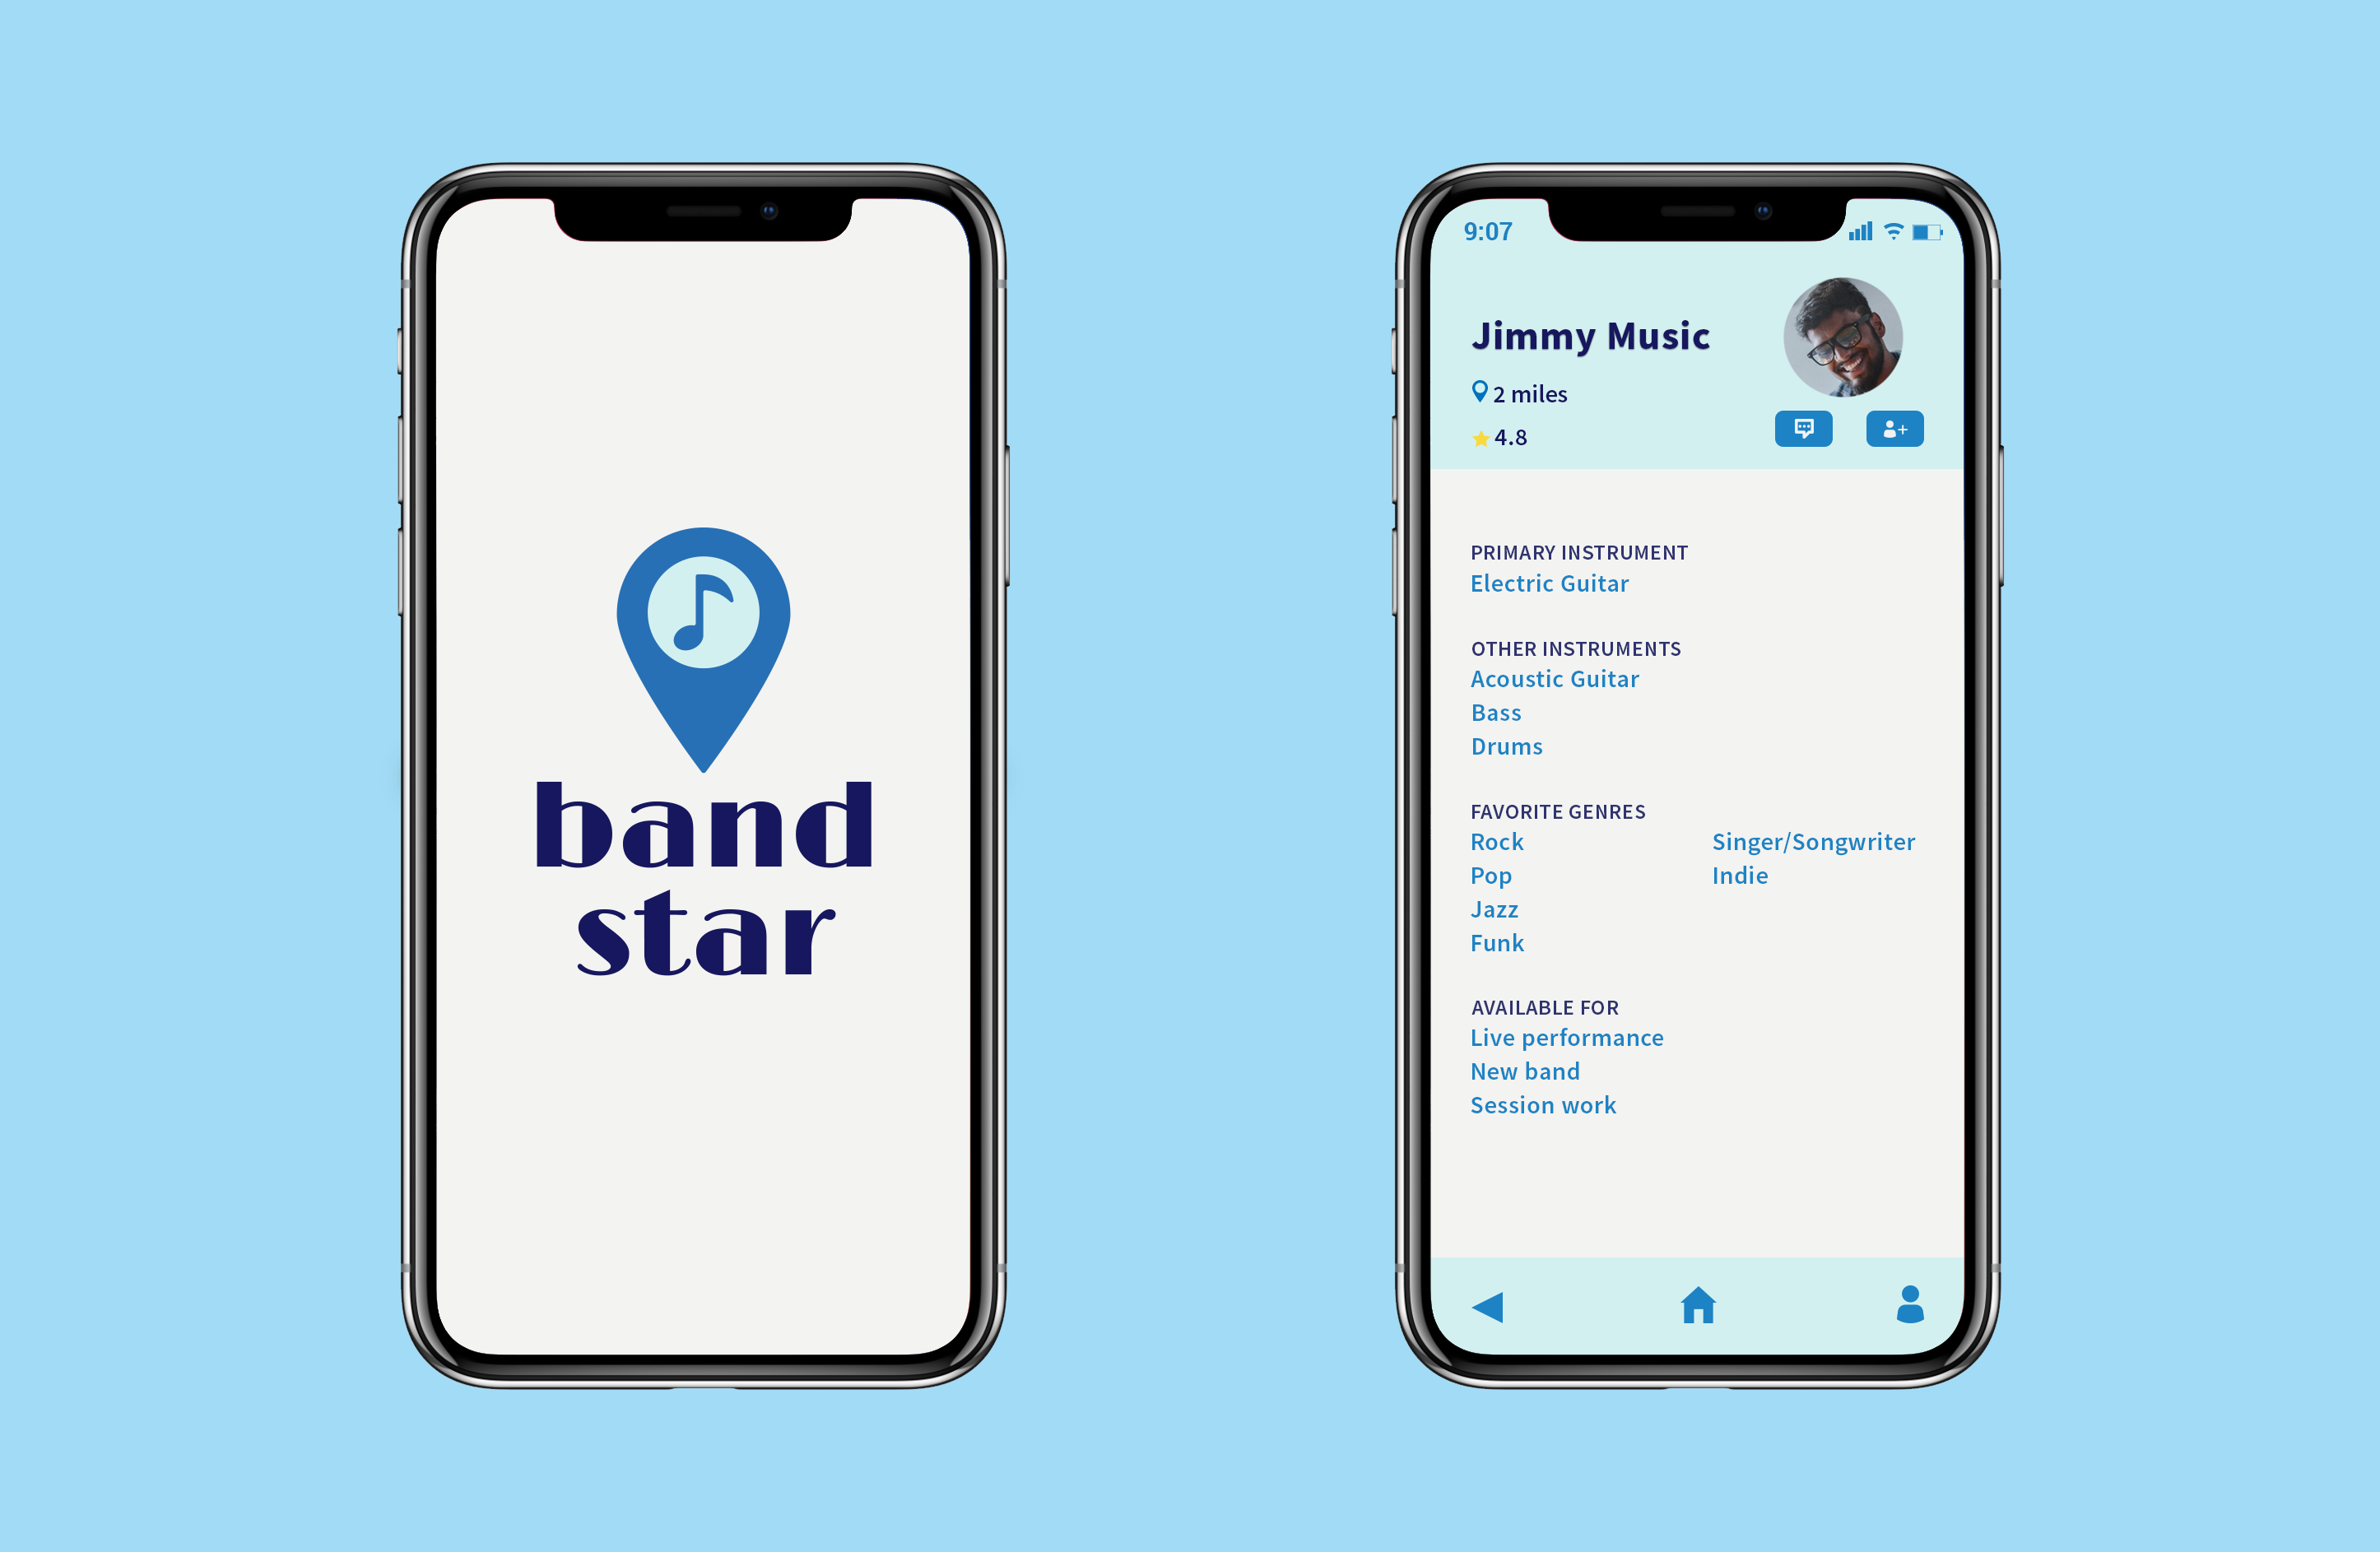 band
star
9:07
Jimmy Music
2 miles
4.8
PRIMARY INSTRUMENT
Electric Guitar
OTHER INSTRUMENTS
Acoustic Guitar
Bass
Drums
FAVORITE GENRES
Rock
Pop
Jazz
Funk
Singer/Songwriter
Indie
AVAILABLE FOR
Live performance
New band
Session work